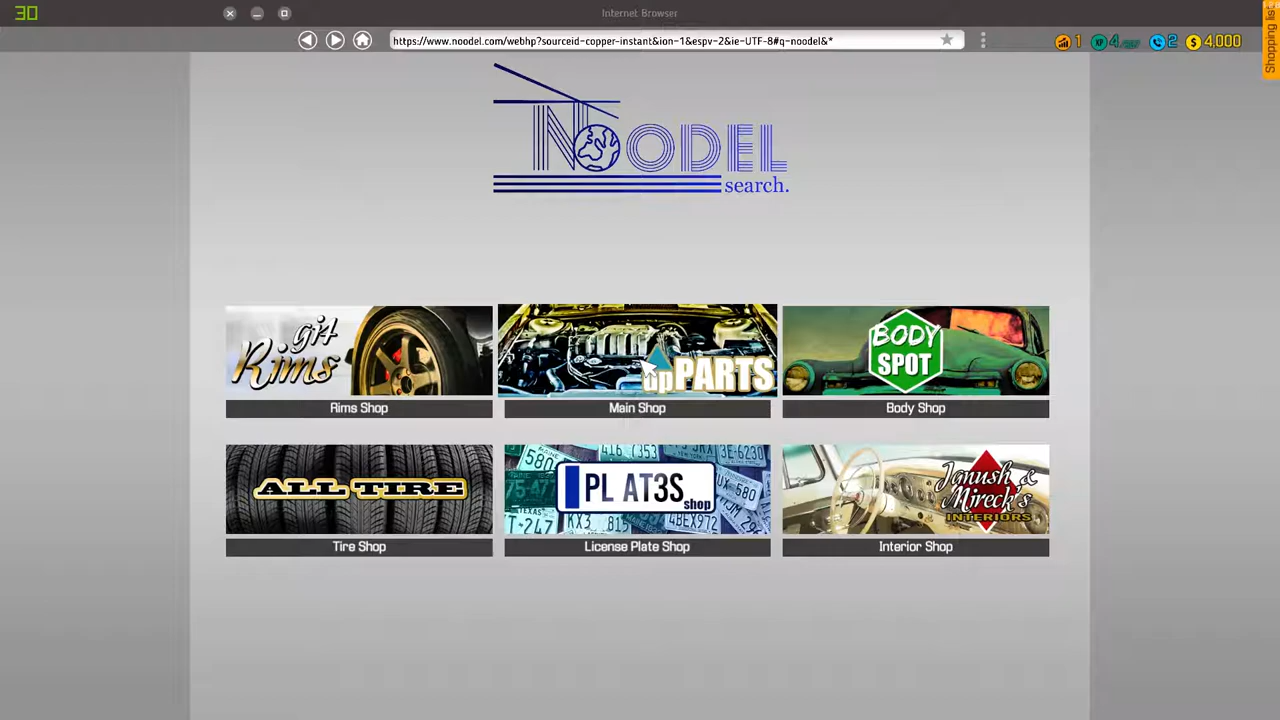 30
Internet Browser
https://www.noodel.com/webhp?sourceid-copper-instant&ion-1&espv-2&ie-UTF-8#q-noodel&*
1
XP 4
2
$ 4,000
Shopping list
NOODEL
search.
git
Rims
upPARTS
BODY
SPOT
Rims Shop
Main Shop
Body Shop
ALL TIRE
PL AT3S
shop
Janush &
Mireck's
INTERIORS
Tire Shop
License Plate Shop
Interior Shop